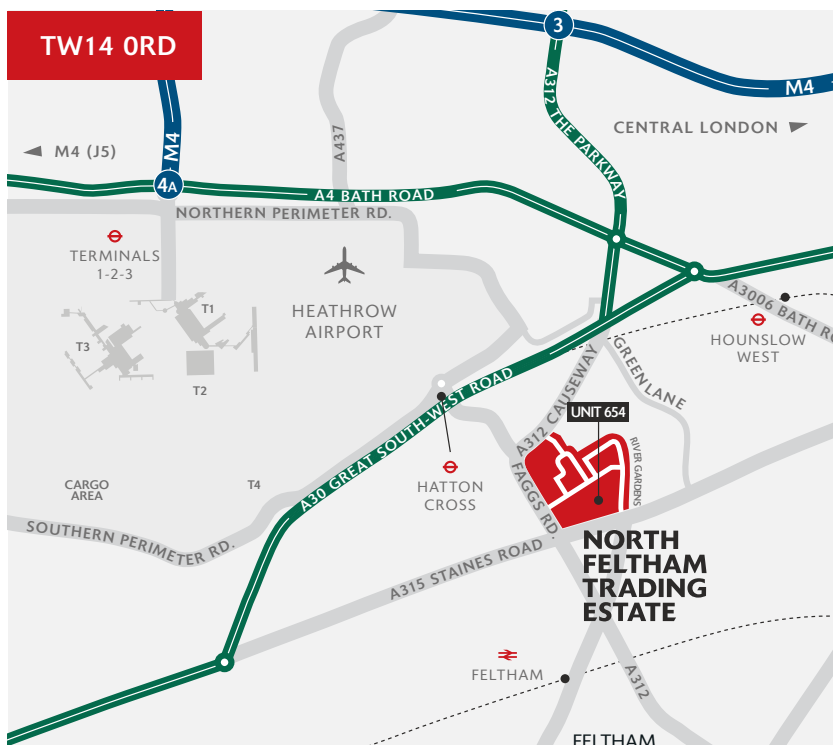 TW14 0RD
3
M4
CENTRAL LONDON
A312 THE PARKWAY
A437
M4
M4 (J5)
4A
A4 BATH ROAD
NORTHERN PERIMETER RD.
TERMINALS
1-2-3
HEATHROW
AIRPORT
T1
T3
T2
A3006 BATH RO
HOUNSLOW
WEST
GREENLANE
A312 CAUSEWAY
A30 GREAT SOUTH-WEST ROAD
UNIT 654
RIVER GARDENS
FAGGS RD.
HATTON
CROSS
CARGO
AREA
T4
SOUTHERN PERIMETER RD.
A315 STAINES ROAD
NORTH
FELTHAM
TRADING
ESTATE
FELTHAM
A312
FELTHAM